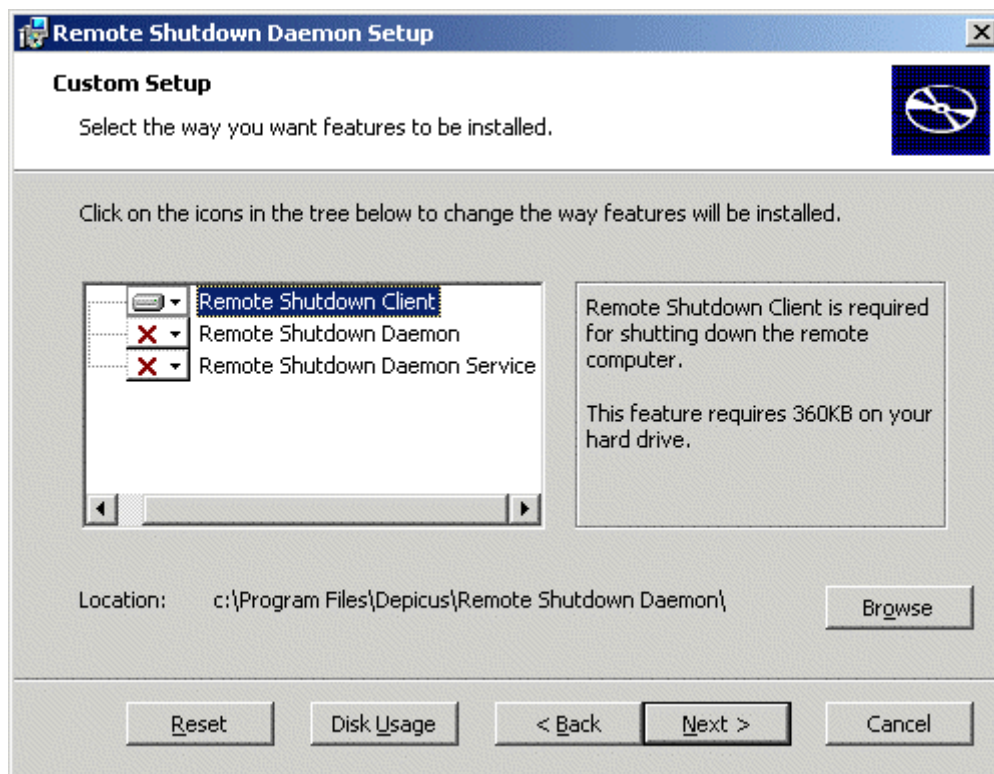 Remote Shutdown Daemon Setup
Custom Setup
Select the way you want features to be installed.
Click on the icons in the tree below to change the way features will be installed.
Remote Shutdown Client
Remote Shutdown Daemon
Remote Shutdown Daemon Service
Remote Shutdown Client is required
for shutting down the remote
computer.
This feature requires 360KB on your
hard drive.
Location: c:\Program Files\Depicus\Remote Shutdown Daemon\
Browse
Reset Disk Usage < Back Next > Cancel